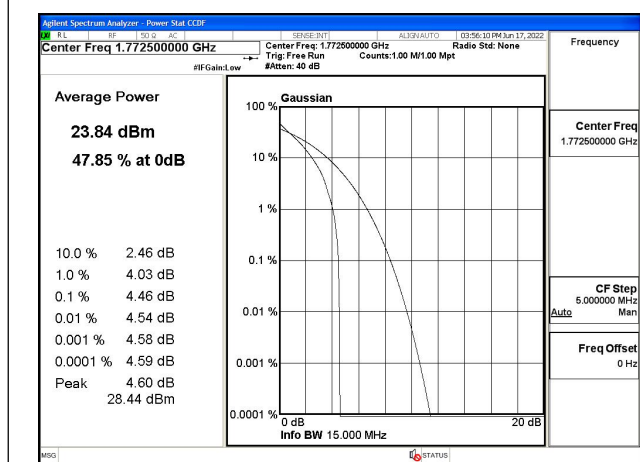 Agilent Spectrum Analyzer - Power Stat CCDF
RL RF 50 Ω AC SENSE:INT ALIGNAUTO 03:56:10 PM Jun 17, 2022
Center Freq 1.772500000 GHz
Center Freq: 1.772500000 GHz Radio Std: None
Trig: Free Run Counts:1.00 M/1.00 Mpt
#IFGain:Low #Atten: 40 dB
Frequency
Average Power
23.84 dBm
47.85 % at 0dB
10.0 % 2.46 dB
1.0 % 4.03 dB
0.1 % 4.46 dB
0.01 % 4.54 dB
0.001 % 4.58 dB
0.0001 % 4.59 dB
Peak 4.60 dB
28.44 dBm
Gaussian
100 %
10 %
1 %
0.1 %
0.01 %
0.001 %
0.0001 %
0 dB 20 dB
Info BW 15.000 MHz
Center Freq
1.772500000 GHz
CF Step
5.000000 MHz
Auto Man
Freq Offset
0 Hz
MSG STATUS